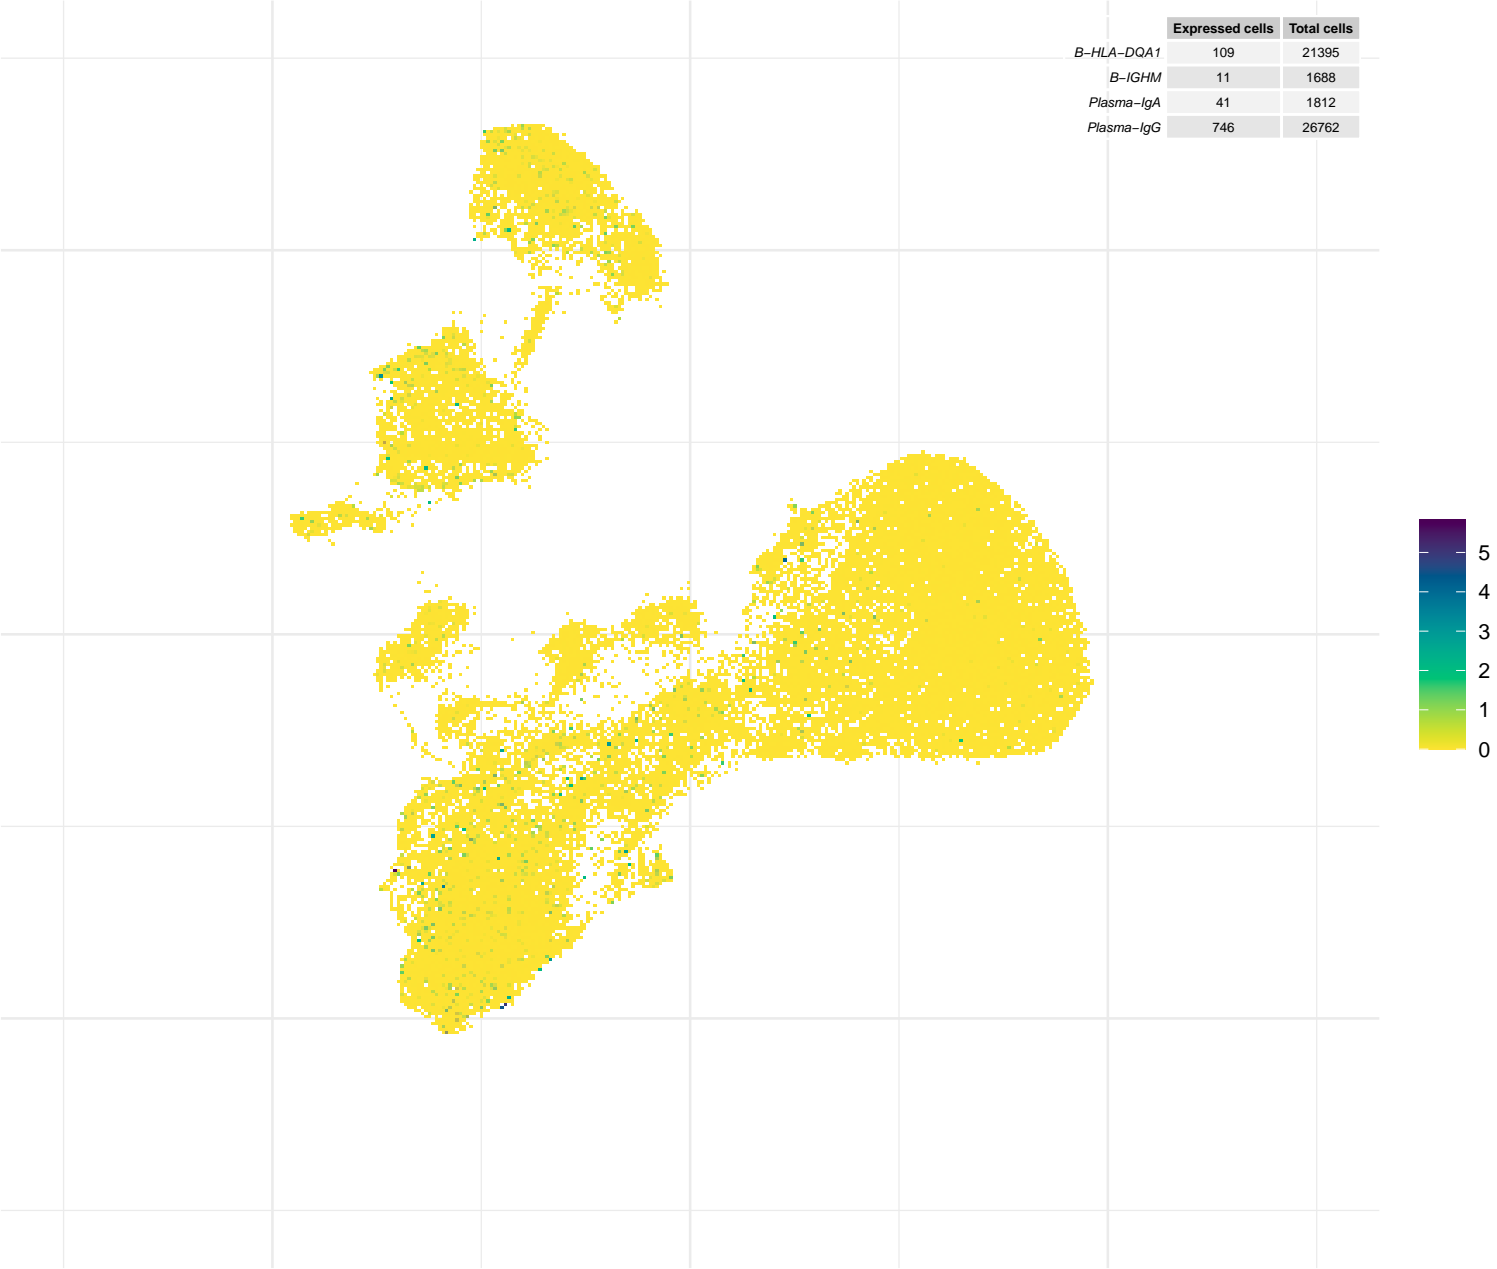 Expressed cells Total cells
B−HLA−DQA1 109 21395
B−IGHM 11 1688
Plasma−IgA 41 1812
Plasma−IgG 746 26762
5
4
3
2
1
0